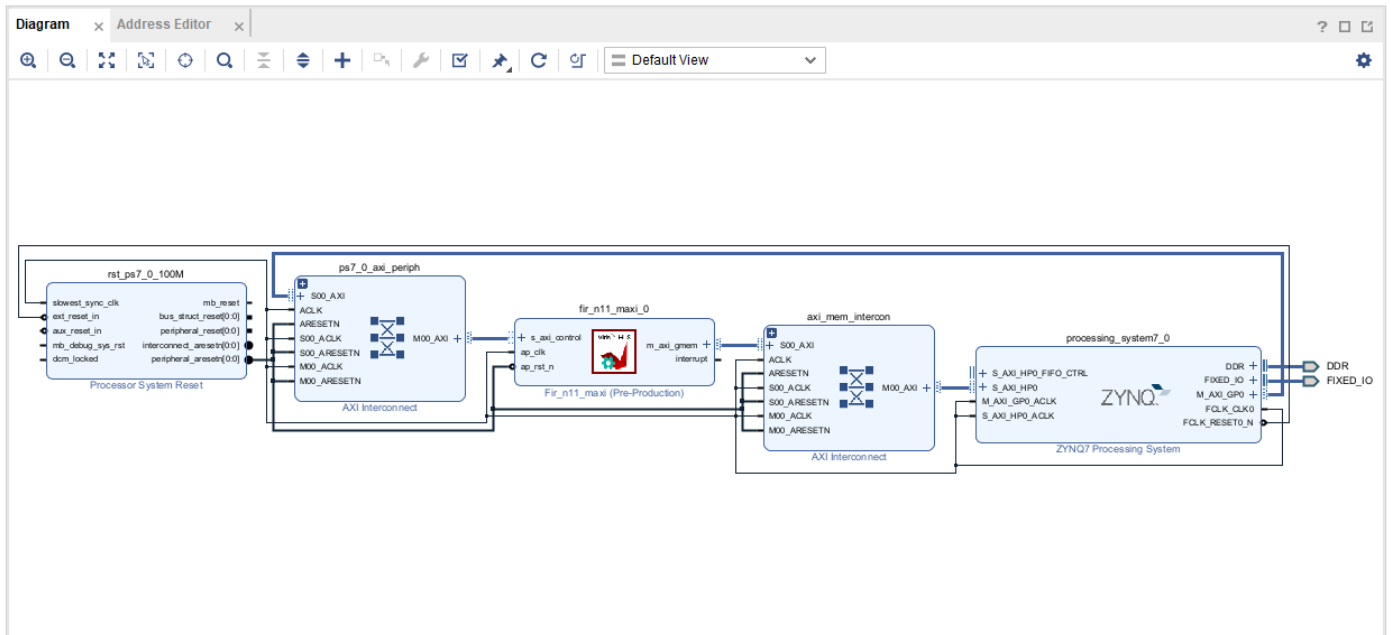 Diagram
Address Editor
Default View
rst_ps7_0_100M
slowest_sync_clk
ext_reset_in
aux_reset_in
mb_debug_sys_rst
dcm_locked
mb_reset
bus_struct_reset[0:0]
peripheral_reset[0:0]
interconnect_aresetn[0:0]
peripheral_aresetn[0:0]
Processor System Reset
ps7_0_axi_periph
S00_AXI
ACLK
ARESETN
S00_ACLK
S00_ARESETN
M00_ACLK
M00_ARESETN
M00_AXI
AXI Interconnect
fir_n11_maxi_0
s_axi_control
ap_clk
ap_rst_n
m_axi_gmem
interrupt
Fir_n11_maxi (Pre-Production)
axi_mem_intercon
S00_AXI
ACLK
ARESETN
S00_ACLK
S00_ARESETN
M00_ACLK
M00_ARESETN
M00_AXI
AXI Interconnect
processing_system7_0
S_AXI_HP0_FIFO_CTRL
S_AXI_HP0
M_AXI_GP0_ACLK
S_AXI_HP0_ACLK
ZYNQ
DDR
FIXED_IO
M_AXI_GP0
FCLK_CLK0
FCLK_RESET0_N
ZYNQ7 Processing System
DDR
FIXED_IO